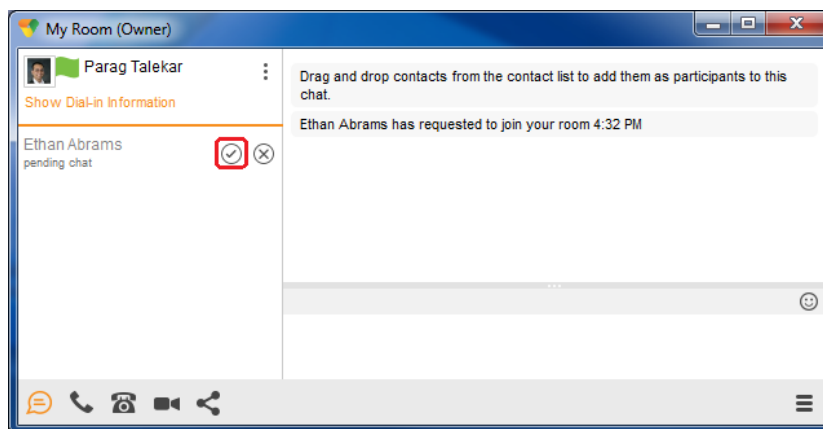 My Room (Owner)
Parag Talekar
Show Dial-in Information
Ethan Abrams
pending chat
Drag and drop contacts from the contact list to add them as participants to this
chat.
Ethan Abrams has requested to join your room 4:32 PM